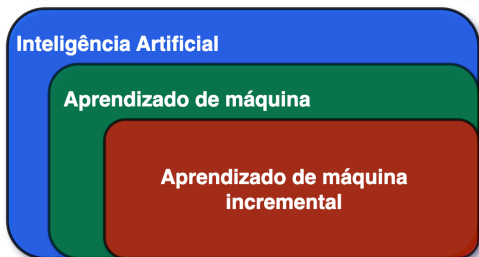 Inteligência Artificial
Aprendizado de máquina
Aprendizado de máquina
incremental